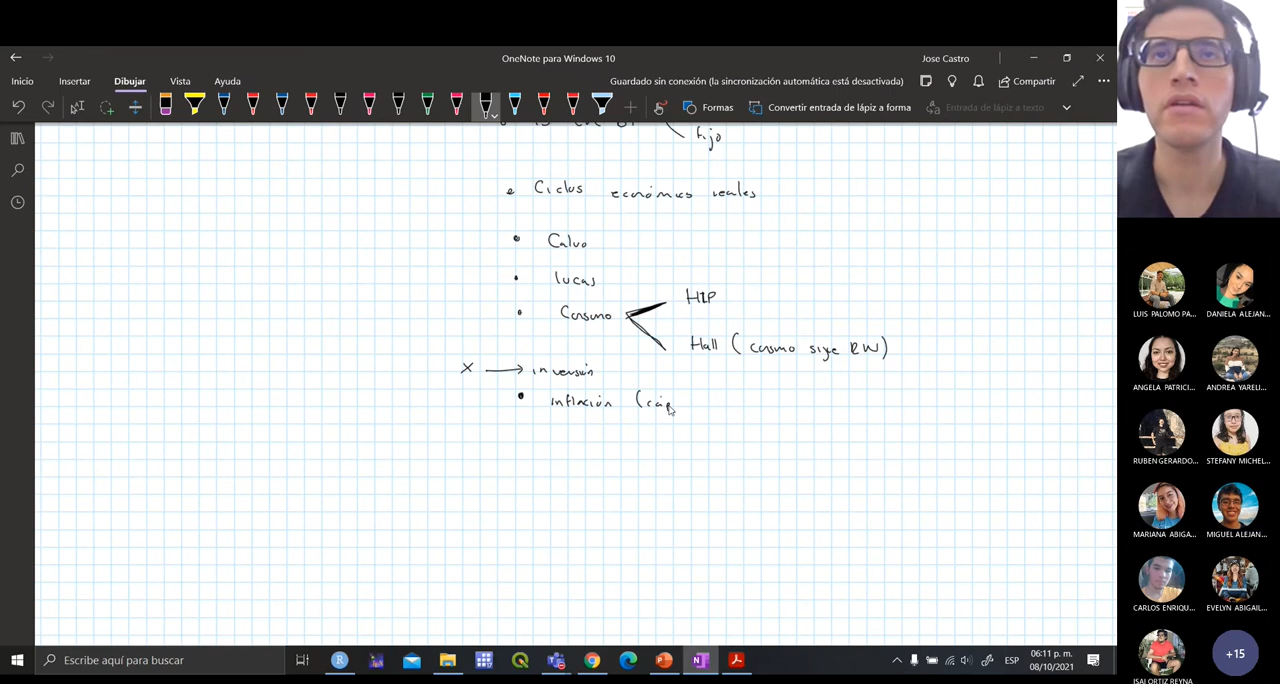 OneNote para Windows 10
Jose Castro
Inicio Insertar Dibujar Vista Ayuda
Guardado sin conexión (la sincronización automática está desactivada)
Compartir
Formas
Convertir entrada de lápiz a forma
Entrada de lápiz a texto
fijo
Ciclos económicos reales
Calvo
Lucas
Consumo
HIP
Hall (consumo sigue RW)
X → inversión
inflación (cáp
LUIS PALOMO PA...
DANIELA ALEJAN...
ANGELA PATRICI...
ANDREA YARELI...
RUBEN GERARDO...
STEFANY MICHEL...
MARIANA ABIGA...
MIGUEL ALEJAN...
CARLOS ENRIQU...
EVELYN ABIGAIL...
ISAI ORTIZ REYNA
+15
Escribe aquí para buscar
ESP
06:11 p. m.
08/10/2021